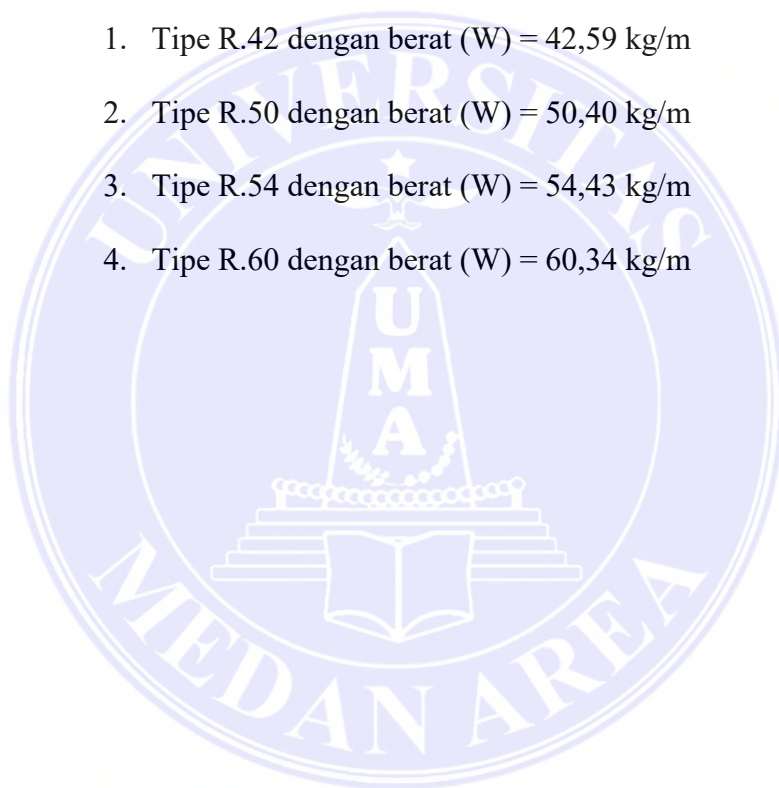 1. Tipe R.42 dengan berat (W) = 42,59 kg/m
2. Tipe R.50 dengan berat (W) = 50,40 kg/m
3. Tipe R.54 dengan berat (W) = 54,43 kg/m
4. Tipe R.60 dengan berat (W) = 60,34 kg/m
UNIVERSITAS
UMA
MEDAN AREA